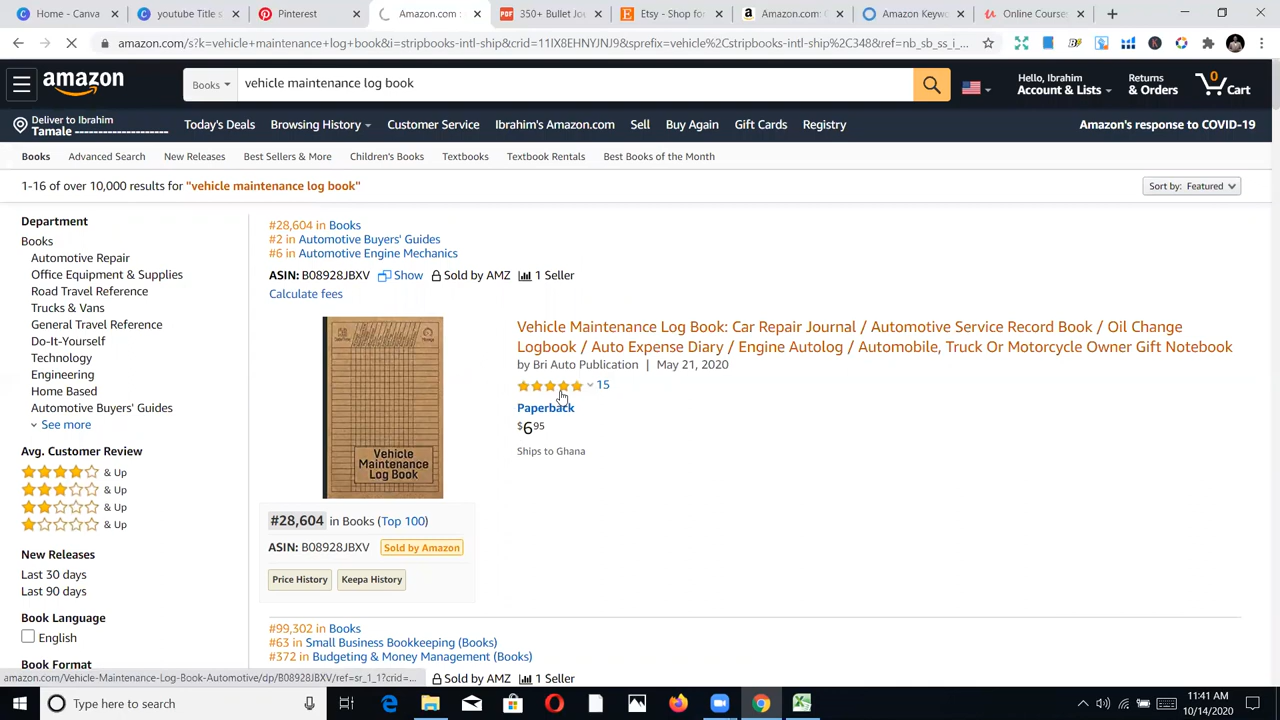 Home - Canva
youtube Title s
Pinterest
Amazon.com :
350+ Bullet Jou
Etsy - Shop for
Amazon.com: 
Amazon Keyw
Online Course
amazon.com/s?k=vehicle+maintenance+log+book&i=stripbooks-intl-ship&crid=11IX8EHNYJNJ9&sprefix=vehicle%2Cstripbooks-intl-ship%2C348&ref=nb_sb_ss_i_...
amazon
Books
vehicle maintenance log book
Hello, Ibrahim
Account & Lists
Returns
& Orders
0
Cart
Deliver to Ibrahim
Tamale
Today's Deals
Browsing History
Customer Service
Ibrahim's Amazon.com
Sell
Buy Again
Gift Cards
Registry
Amazon's response to COVID-19
Books
Advanced Search
New Releases
Best Sellers & More
Children's Books
Textbooks
Textbook Rentals
Best Books of the Month
1-16 of over 10,000 results for "vehicle maintenance log book"
Sort by: Featured
Department
Books
Automotive Repair
Office Equipment & Supplies
Road Travel Reference
Trucks & Vans
General Travel Reference
Do-It-Yourself
Technology
Engineering
Home Based
Automotive Buyers' Guides
See more
Avg. Customer Review
& Up
& Up
& Up
& Up
New Releases
Last 30 days
Last 90 days
Book Language
English
Book Format
#28,604 in Books
#2 in Automotive Buyers' Guides
#6 in Automotive Engine Mechanics
ASIN: B08928JBXV Show Sold by AMZ 1 Seller
Calculate fees
Vehicle
Maintenance
Log Book
Vehicle Maintenance Log Book: Car Repair Journal / Automotive Service Record Book / Oil Change
Logbook / Auto Expense Diary / Engine Autolog / Automobile, Truck Or Motorcycle Owner Gift Notebook
by Bri Auto Publication | May 21, 2020
15
Paperback
$6.95
Ships to Ghana
#28,604 in Books (Top 100)
ASIN: B08928JBXV Sold by Amazon
Price History
Keepa History
#99,302 in Books
#63 in Small Business Bookkeeping (Books)
#372 in Budgeting & Money Management (Books)
Sold by AMZ 1 Seller
amazon.com/Vehicle-Maintenance-Log-Book-Automotive/dp/B08928JBXV/ref=sr_1_1?crid=...
Type here to search
11:41 AM
10/14/2020